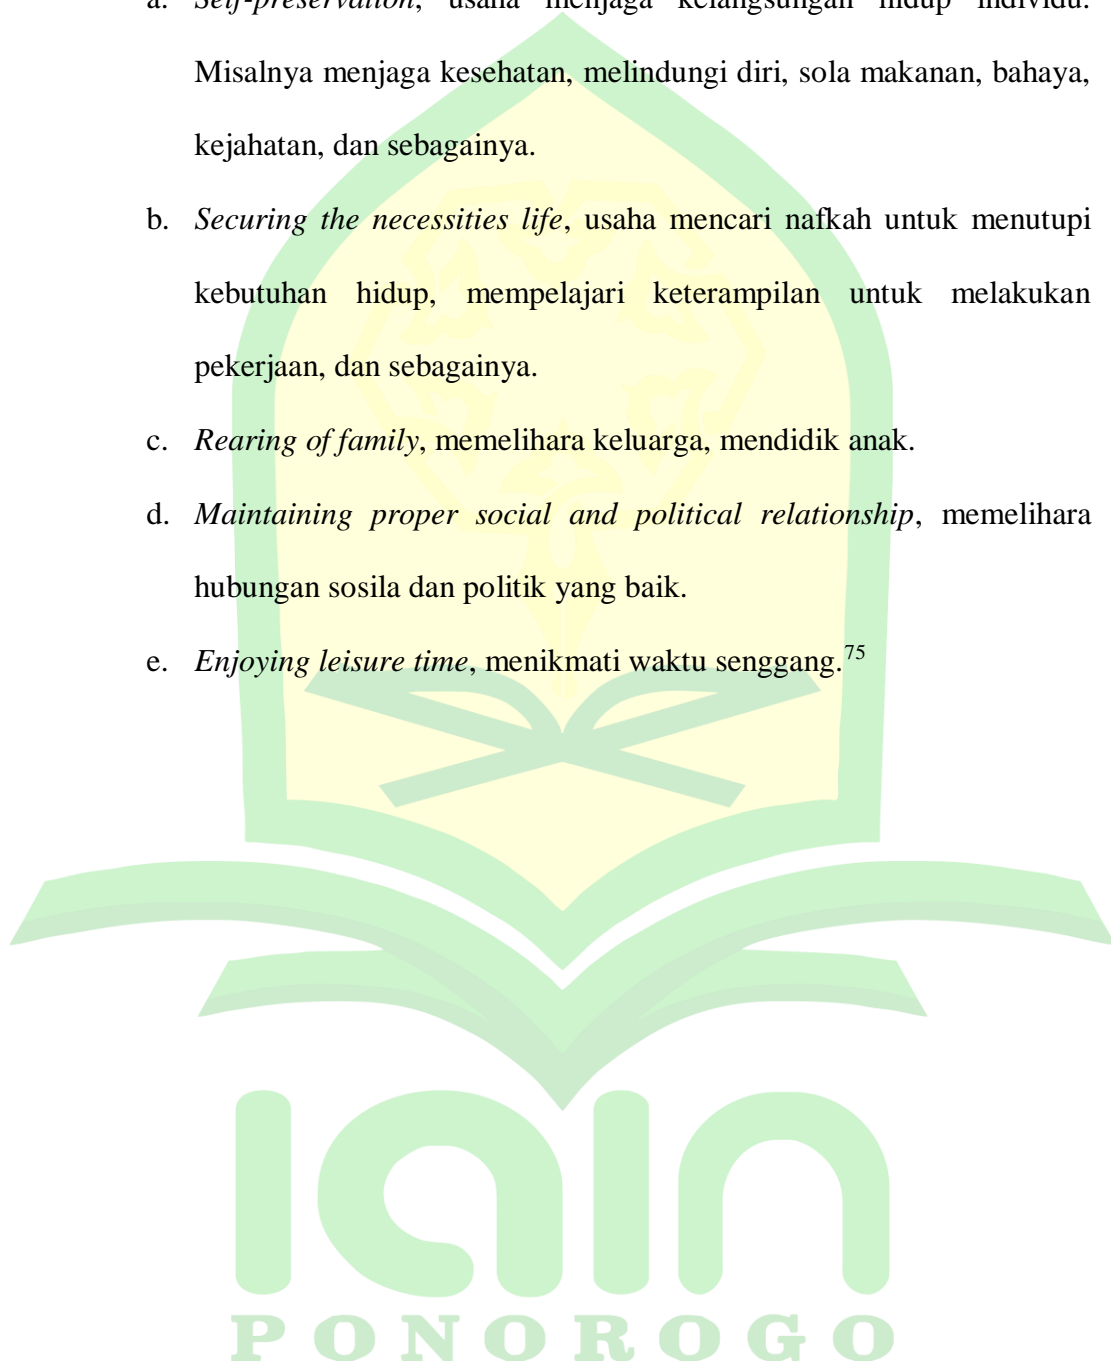 a. Self-preservation, usaha menjaga kelangsungan hidup individu.
Misalnya menjaga kesehatan, melindungi diri, sola makanan, bahaya,
kejahatan, dan sebagainya.
b. Securing the necessities life, usaha mencari nafkah untuk menutupi
kebutuhan hidup, mempelajari keterampilan untuk melakukan
pekerjaan, dan sebagainya.
c. Rearing of family, memelihara keluarga, mendidik anak.
d. Maintaining proper social and political relationship, memelihara
hubungan sosila dan politik yang baik.
e. Enjoying leisure time, menikmati waktu senggang.75
iain
PONOROGO